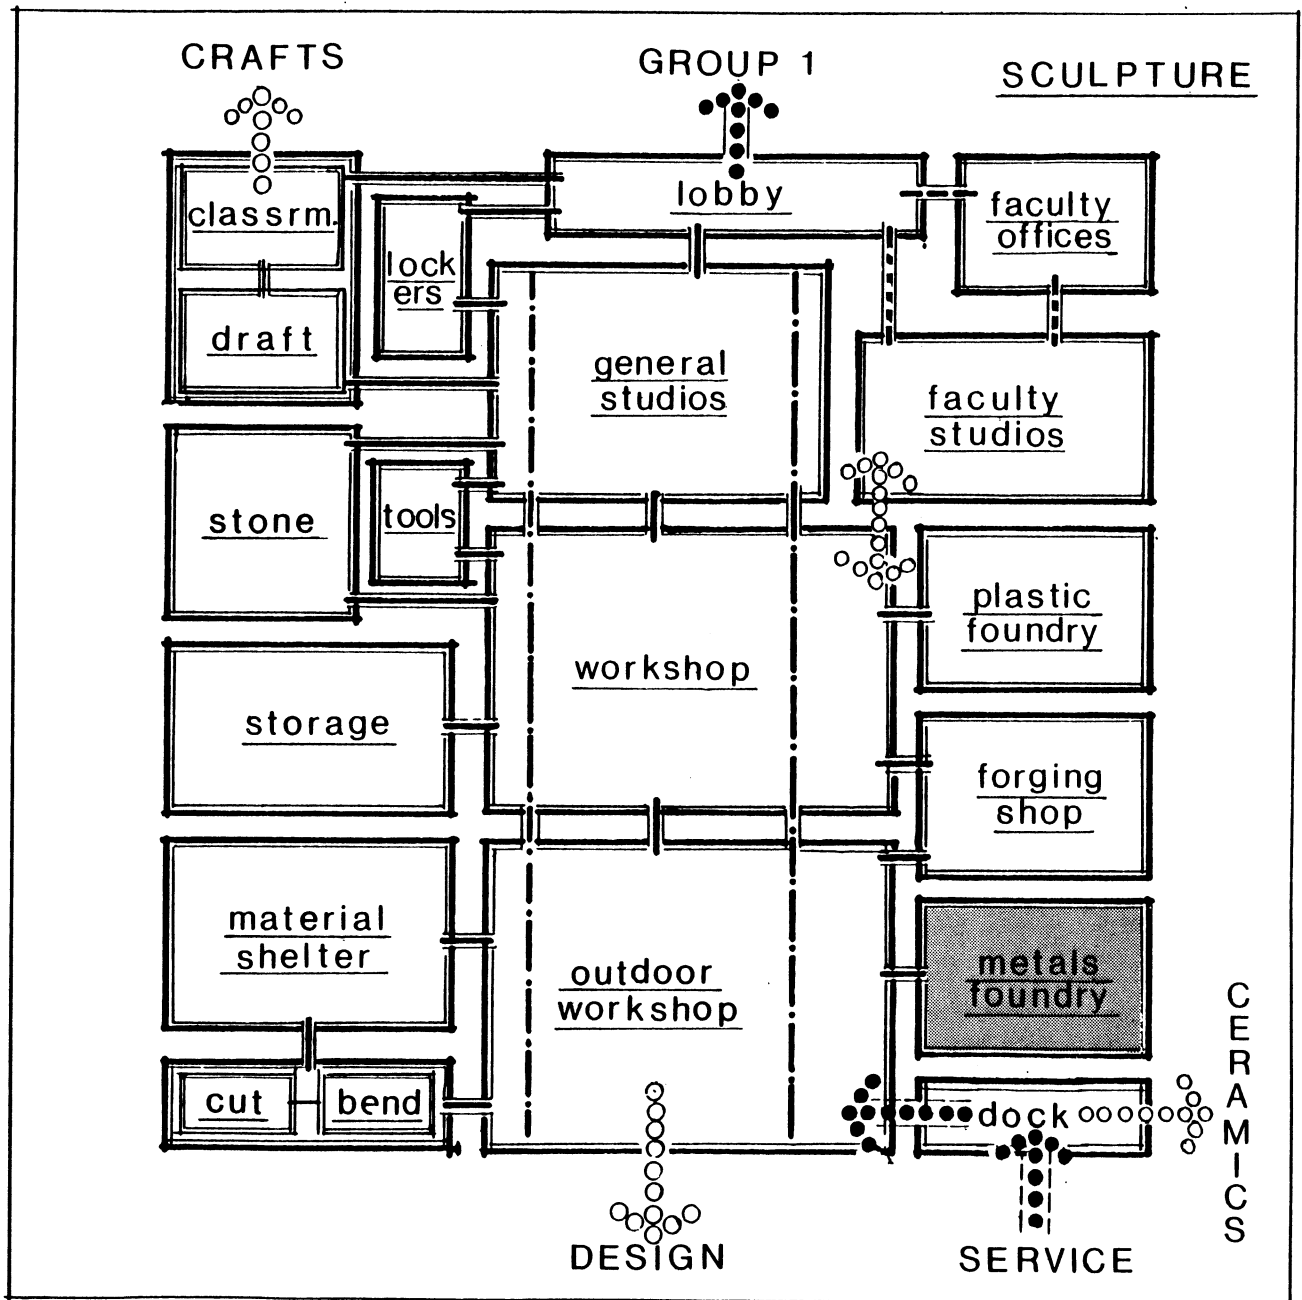 CRAFTS
GROUP 1
SCULPTURE
classrm.
lobby
faculty
offices
lock
ers
draft
general
studios
faculty
studios
stone
tools
plastic
foundry
workshop
storage
forging
shop
material
shelter
outdoor
workshop
metals
foundry
cut
bend
dock
CERAMICS
DESIGN
SERVICE